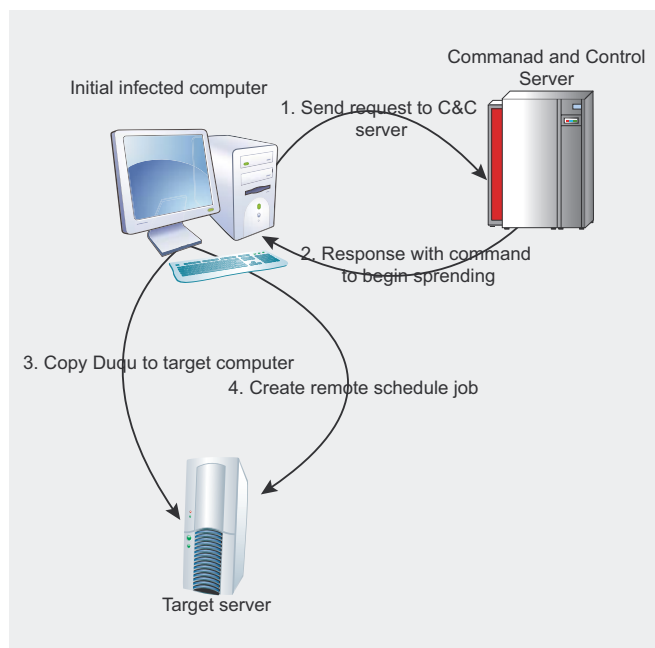 Commanad and Control
Server
Initial infected computer
1. Send request to C&C
server
2. Response with command
to begin sprending
3. Copy Duqu to target computer
4. Create remote schedule job
Target server